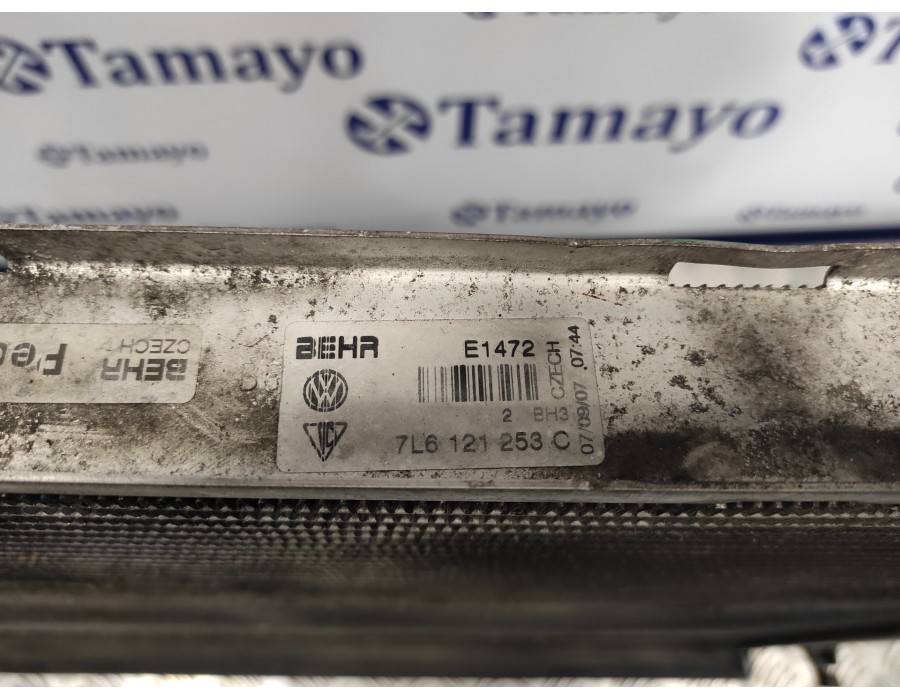 Tamayo
Tamayo
Tamayo
Tamayo
Tamayo
BEHR
CZECH
BEHR
E1472
CZECH
07/09/07 07:44
2 BH3
7L6 121 253 C